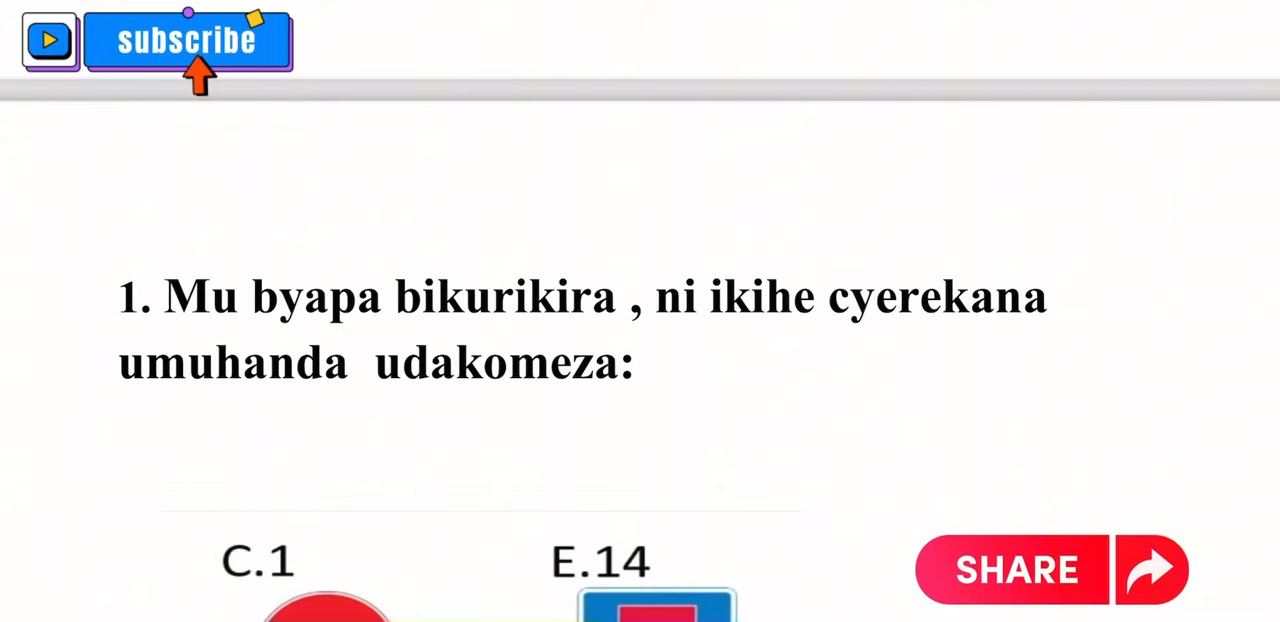 subscribe
1. Mu byapa bikurikira , ni ikihe cyerekana
umuhanda udakomeza:
C.1 E.14
SHARE